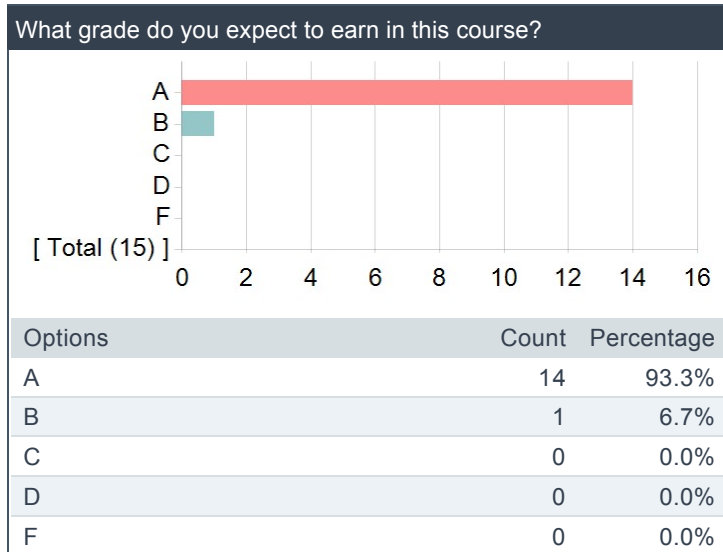 What grade do you expect to earn in this course?
A
B
C
D
F
[ Total (15) ]
0 2 4 6 8 10 12 14 16
Options Count Percentage
A 14 93.3%
B 1 6.7%
C 0 0.0%
D 0 0.0%
F 0 0.0%